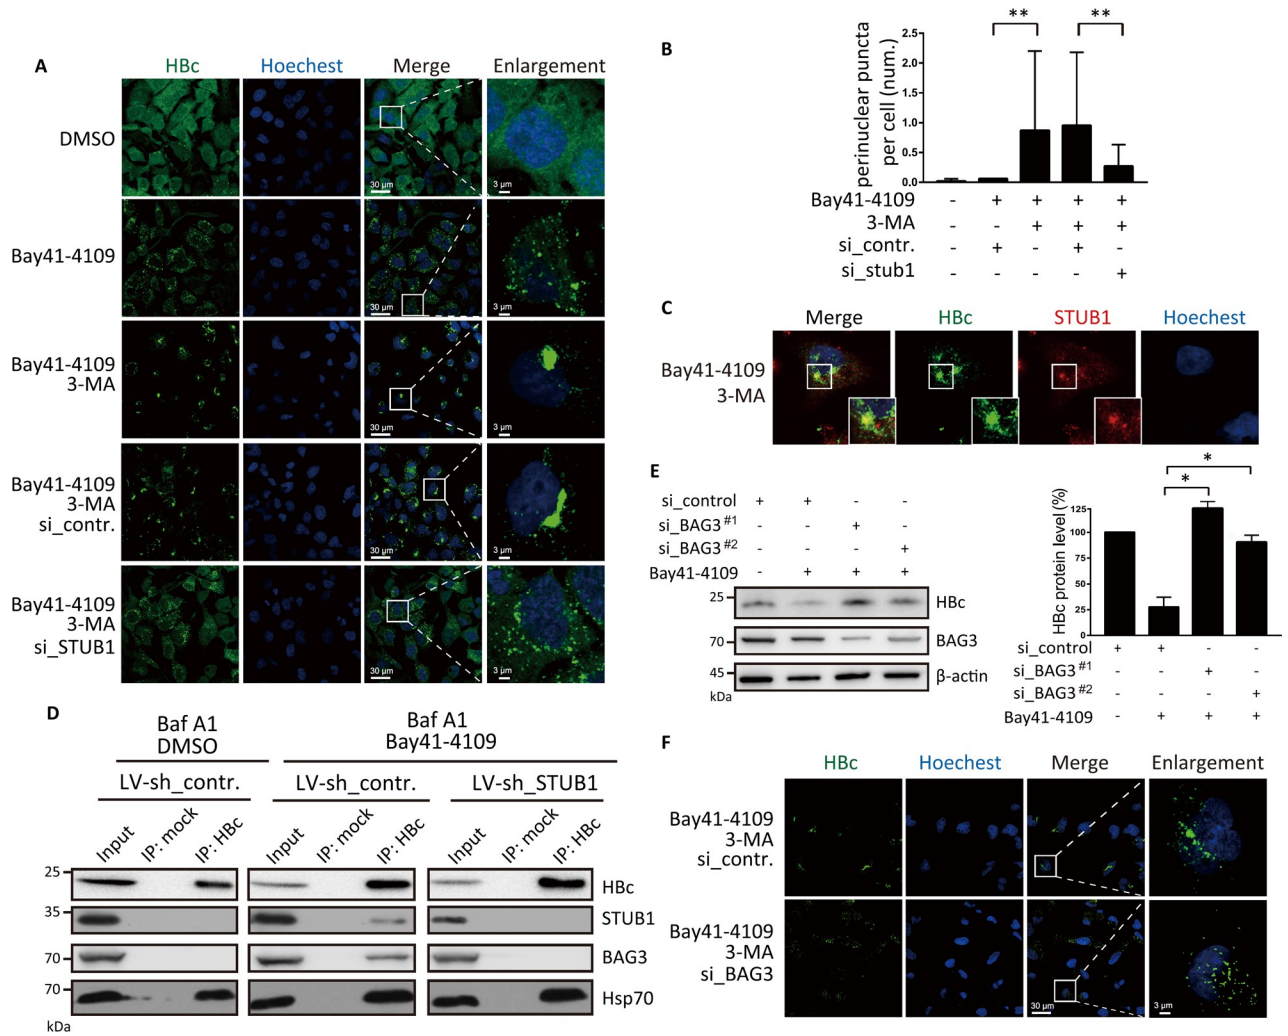 A
HBc Hoechest Merge Enlargement
DMSO
30 µm 3 µm
Bay41-4109
30 µm 3 µm
Bay41-4109
3-MA
30 µm 3 µm
Bay41-4109
3-MA
si_contr.
30 µm 3 µm
Bay41-4109
3-MA
si_STUB1
30 µm 3 µm
B
** **
perinuclear puncta
per cell (num.)
2.5
2.0
1.5
1.0
0.5
0.0
Bay41-4109 - + + + +
3-MA - - + + +
si_contr. - + - + -
si_stub1 - - - - +
C
Merge HBc STUB1 Hoechest
Bay41-4109
3-MA
E
si_control + + - -
si_BAG3 #1 - - + -
si_BAG3 #2 - - - +
Bay41-4109 - + + +
25 HBc
70 BAG3
45 β-actin
kDa
*
*
HBc protein level (%)
125
100
75
50
25
0
si_control + + - -
si_BAG3 #1 - - + -
si_BAG3 #2 - - - +
Bay41-4109 - + + +
D
Baf A1
DMSO
Baf A1
Bay41-4109
LV-sh_contr. LV-sh_contr. LV-sh_STUB1
Input IP: mock IP: HBc Input IP: mock IP: HBc Input IP: mock IP: HBc
25 HBc
35 STUB1
70 BAG3
70 Hsp70
kDa
F
HBc Hoechest Merge Enlargement
Bay41-4109
3-MA
si_contr.
Bay41-4109
3-MA
si_BAG3
30 µm 3 µm